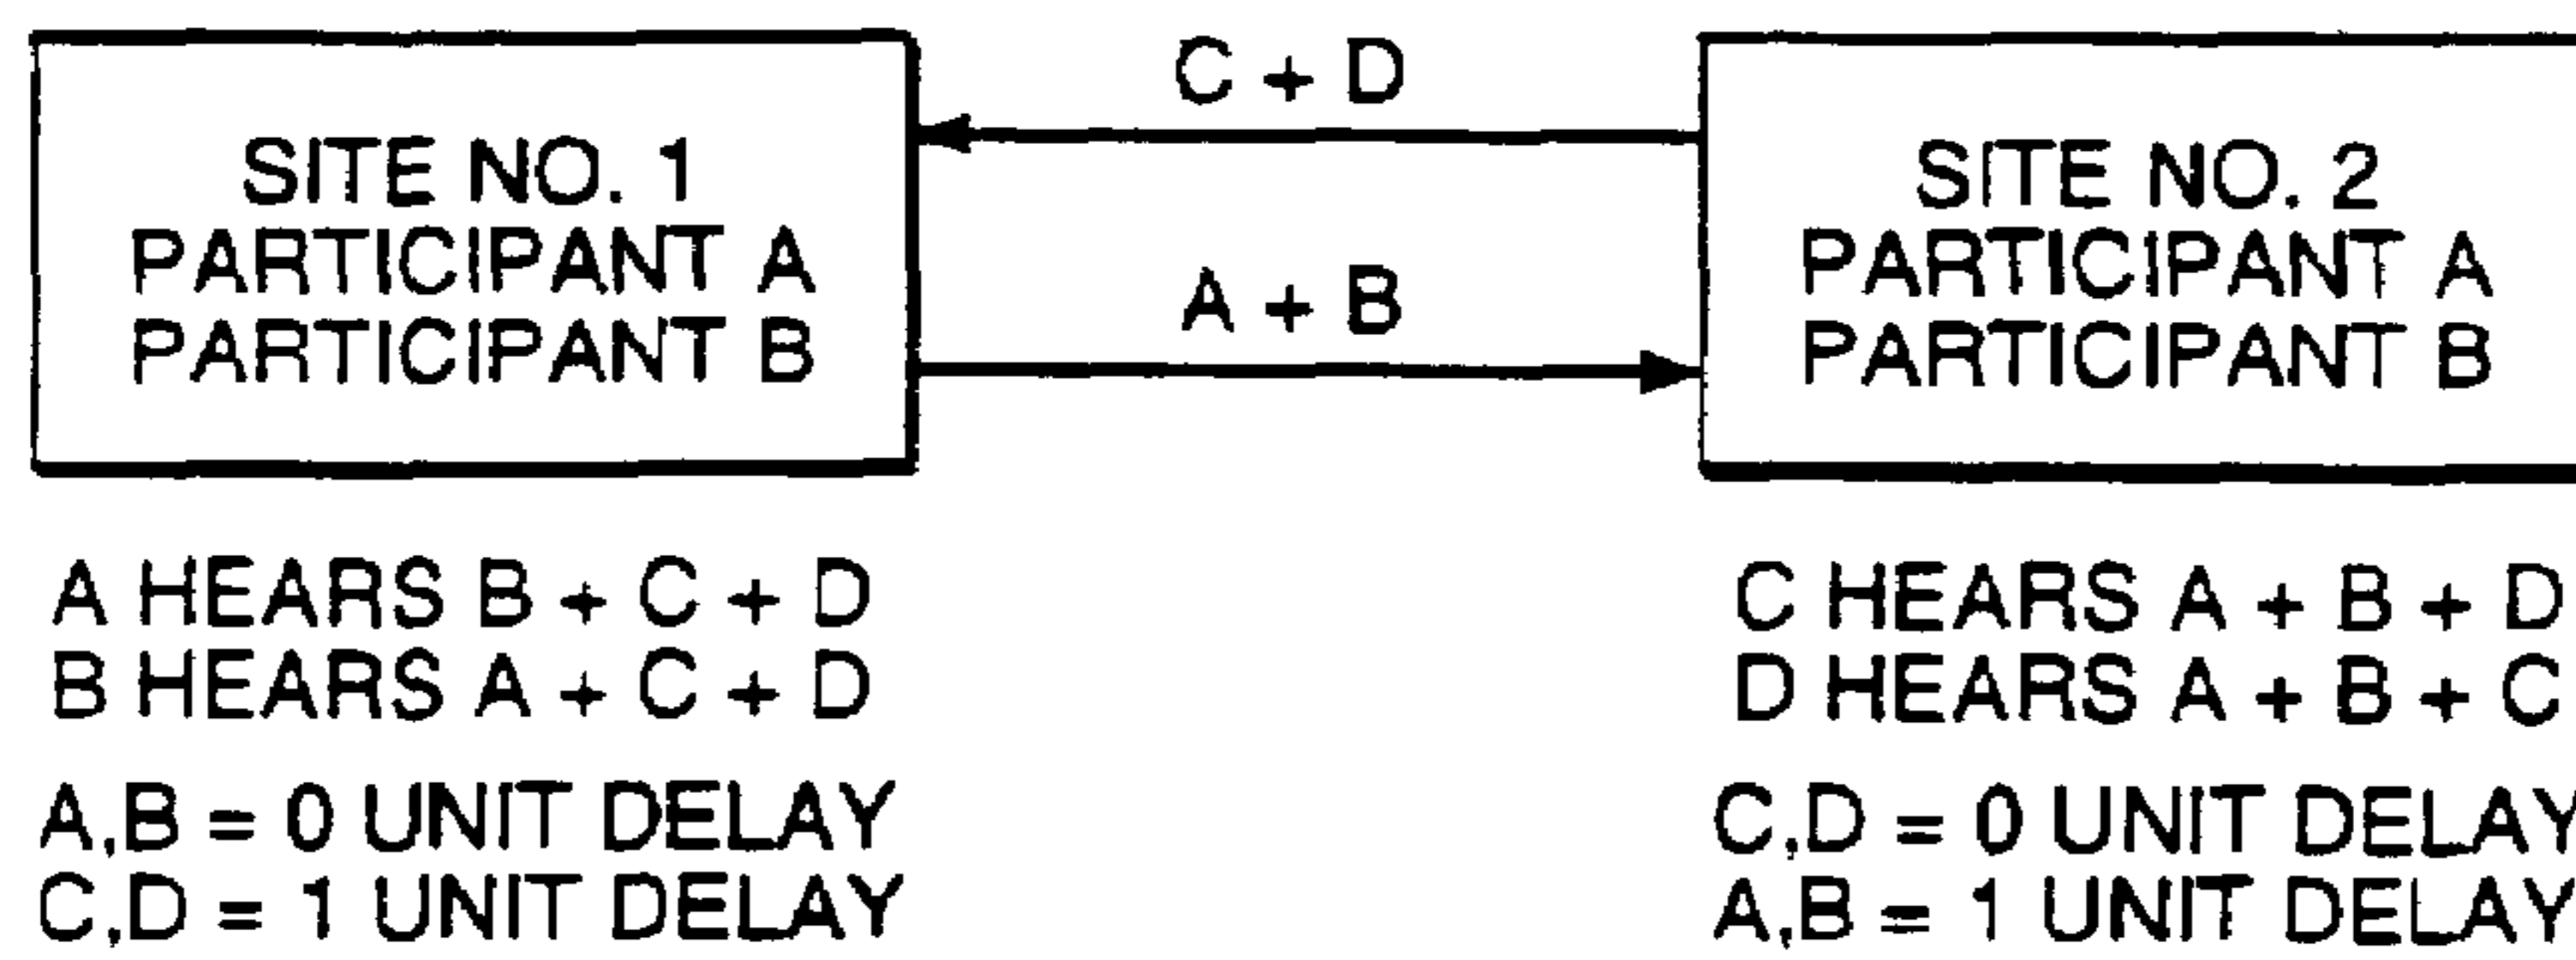 SITE NO. 1
PARTICIPANT A
PARTICIPANT B
C + D
A + B
SITE NO. 2
PARTICIPANT A
PARTICIPANT B
A HEARS B + C + D
B HEARS A + C + D
A,B = 0 UNIT DELAY
C,D = 1 UNIT DELAY
C HEARS A + B + D
D HEARS A + B + C
C,D = 0 UNIT DELAY
A,B = 1 UNIT DELAY